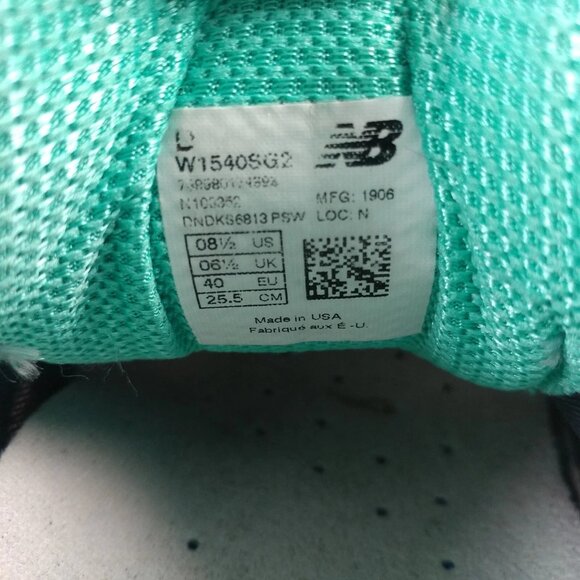 D
W1540SG2
NB
MFG: 1906
DNDKS6813 PSW LOC: N
08½ US
06½ UK
40 EU
25.5 CM
Made in USA
Fabriqué aux É.-U.